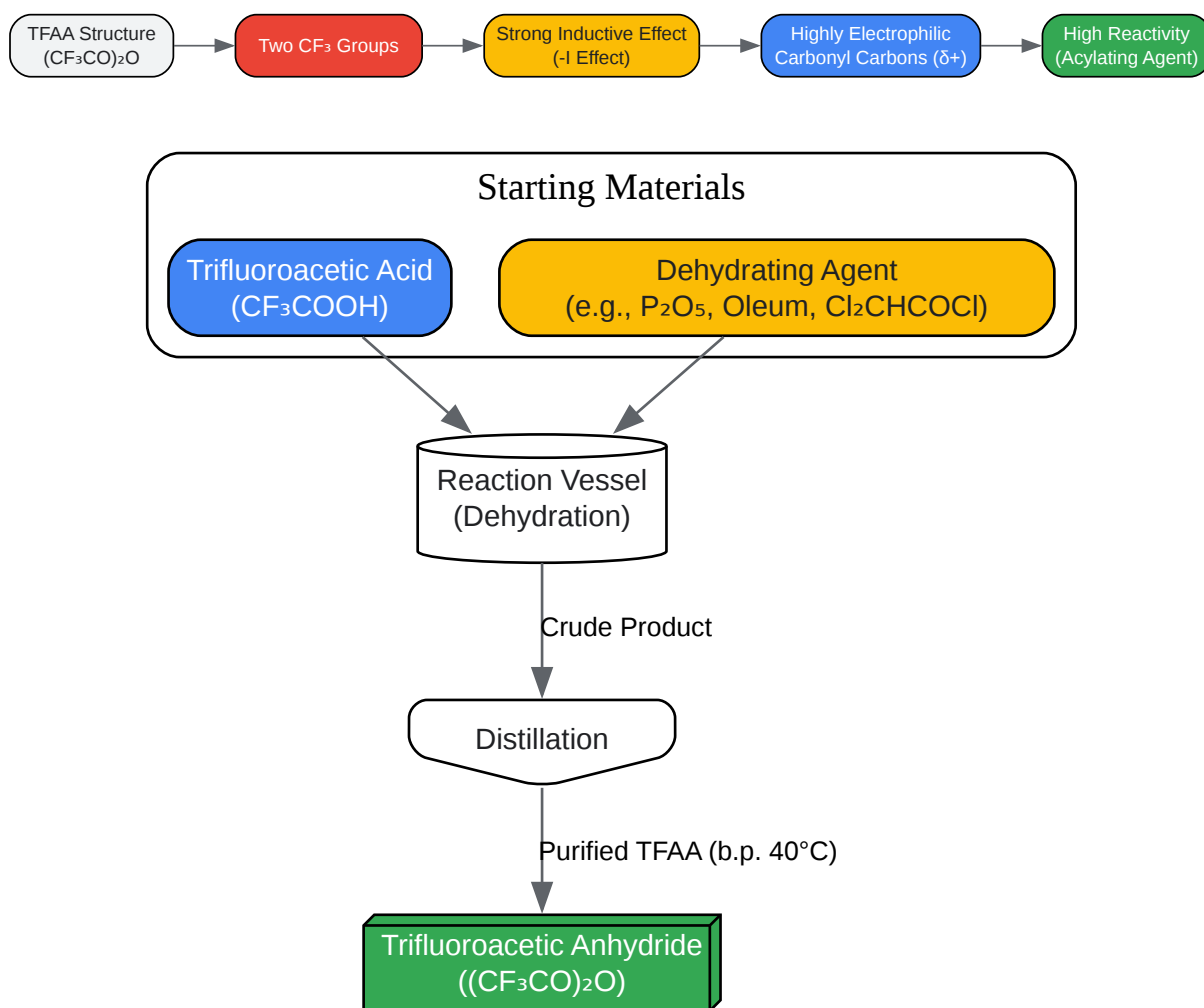 TFAA Structure
(CF₃CO)₂O
Two CF₃ Groups
Strong Inductive Effect
(-I Effect)
Highly Electrophilic
Carbonyl Carbons (δ+)
High Reactivity
(Acylating Agent)
Starting Materials
Trifluoroacetic Acid
(CF₃COOH)
Dehydrating Agent
(e.g., P₂O₅, Oleum, Cl₂CHCOCl)
Reaction Vessel
(Dehydration)
Crude Product
Distillation
Purified TFAA (b.p. 40°C)
Trifluoroacetic Anhydride
((CF₃CO)₂O)